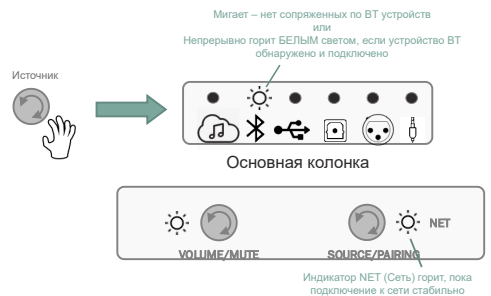 Мигает – нет сопряженных по BT устройств
или
Непрерывно горит БЕЛЫМ светом, если устройство BT
обнаружено и подключено
Источник
Основная колонка
NET
VOLUME/MUTE
SOURCE/PAIRING
Индикатор NET (Сеть) горит, пока
подключение к сети стабильно